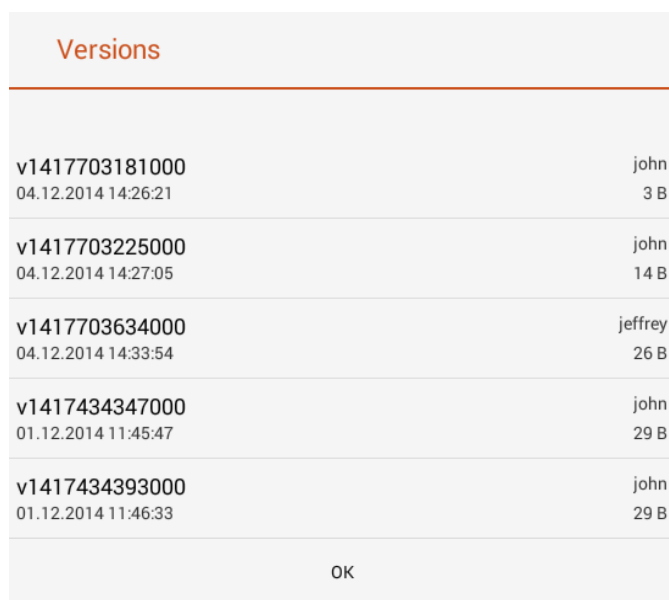 Versions
v1417703181000 john
04.12.2014 14:26:21 3 B
v1417703225000 john
04.12.2014 14:27:05 14 B
v1417703634000 jeffrey
04.12.2014 14:33:54 26 B
v1417434347000 john
01.12.2014 11:45:47 29 B
v1417434393000 john
01.12.2014 11:46:33 29 B
OK